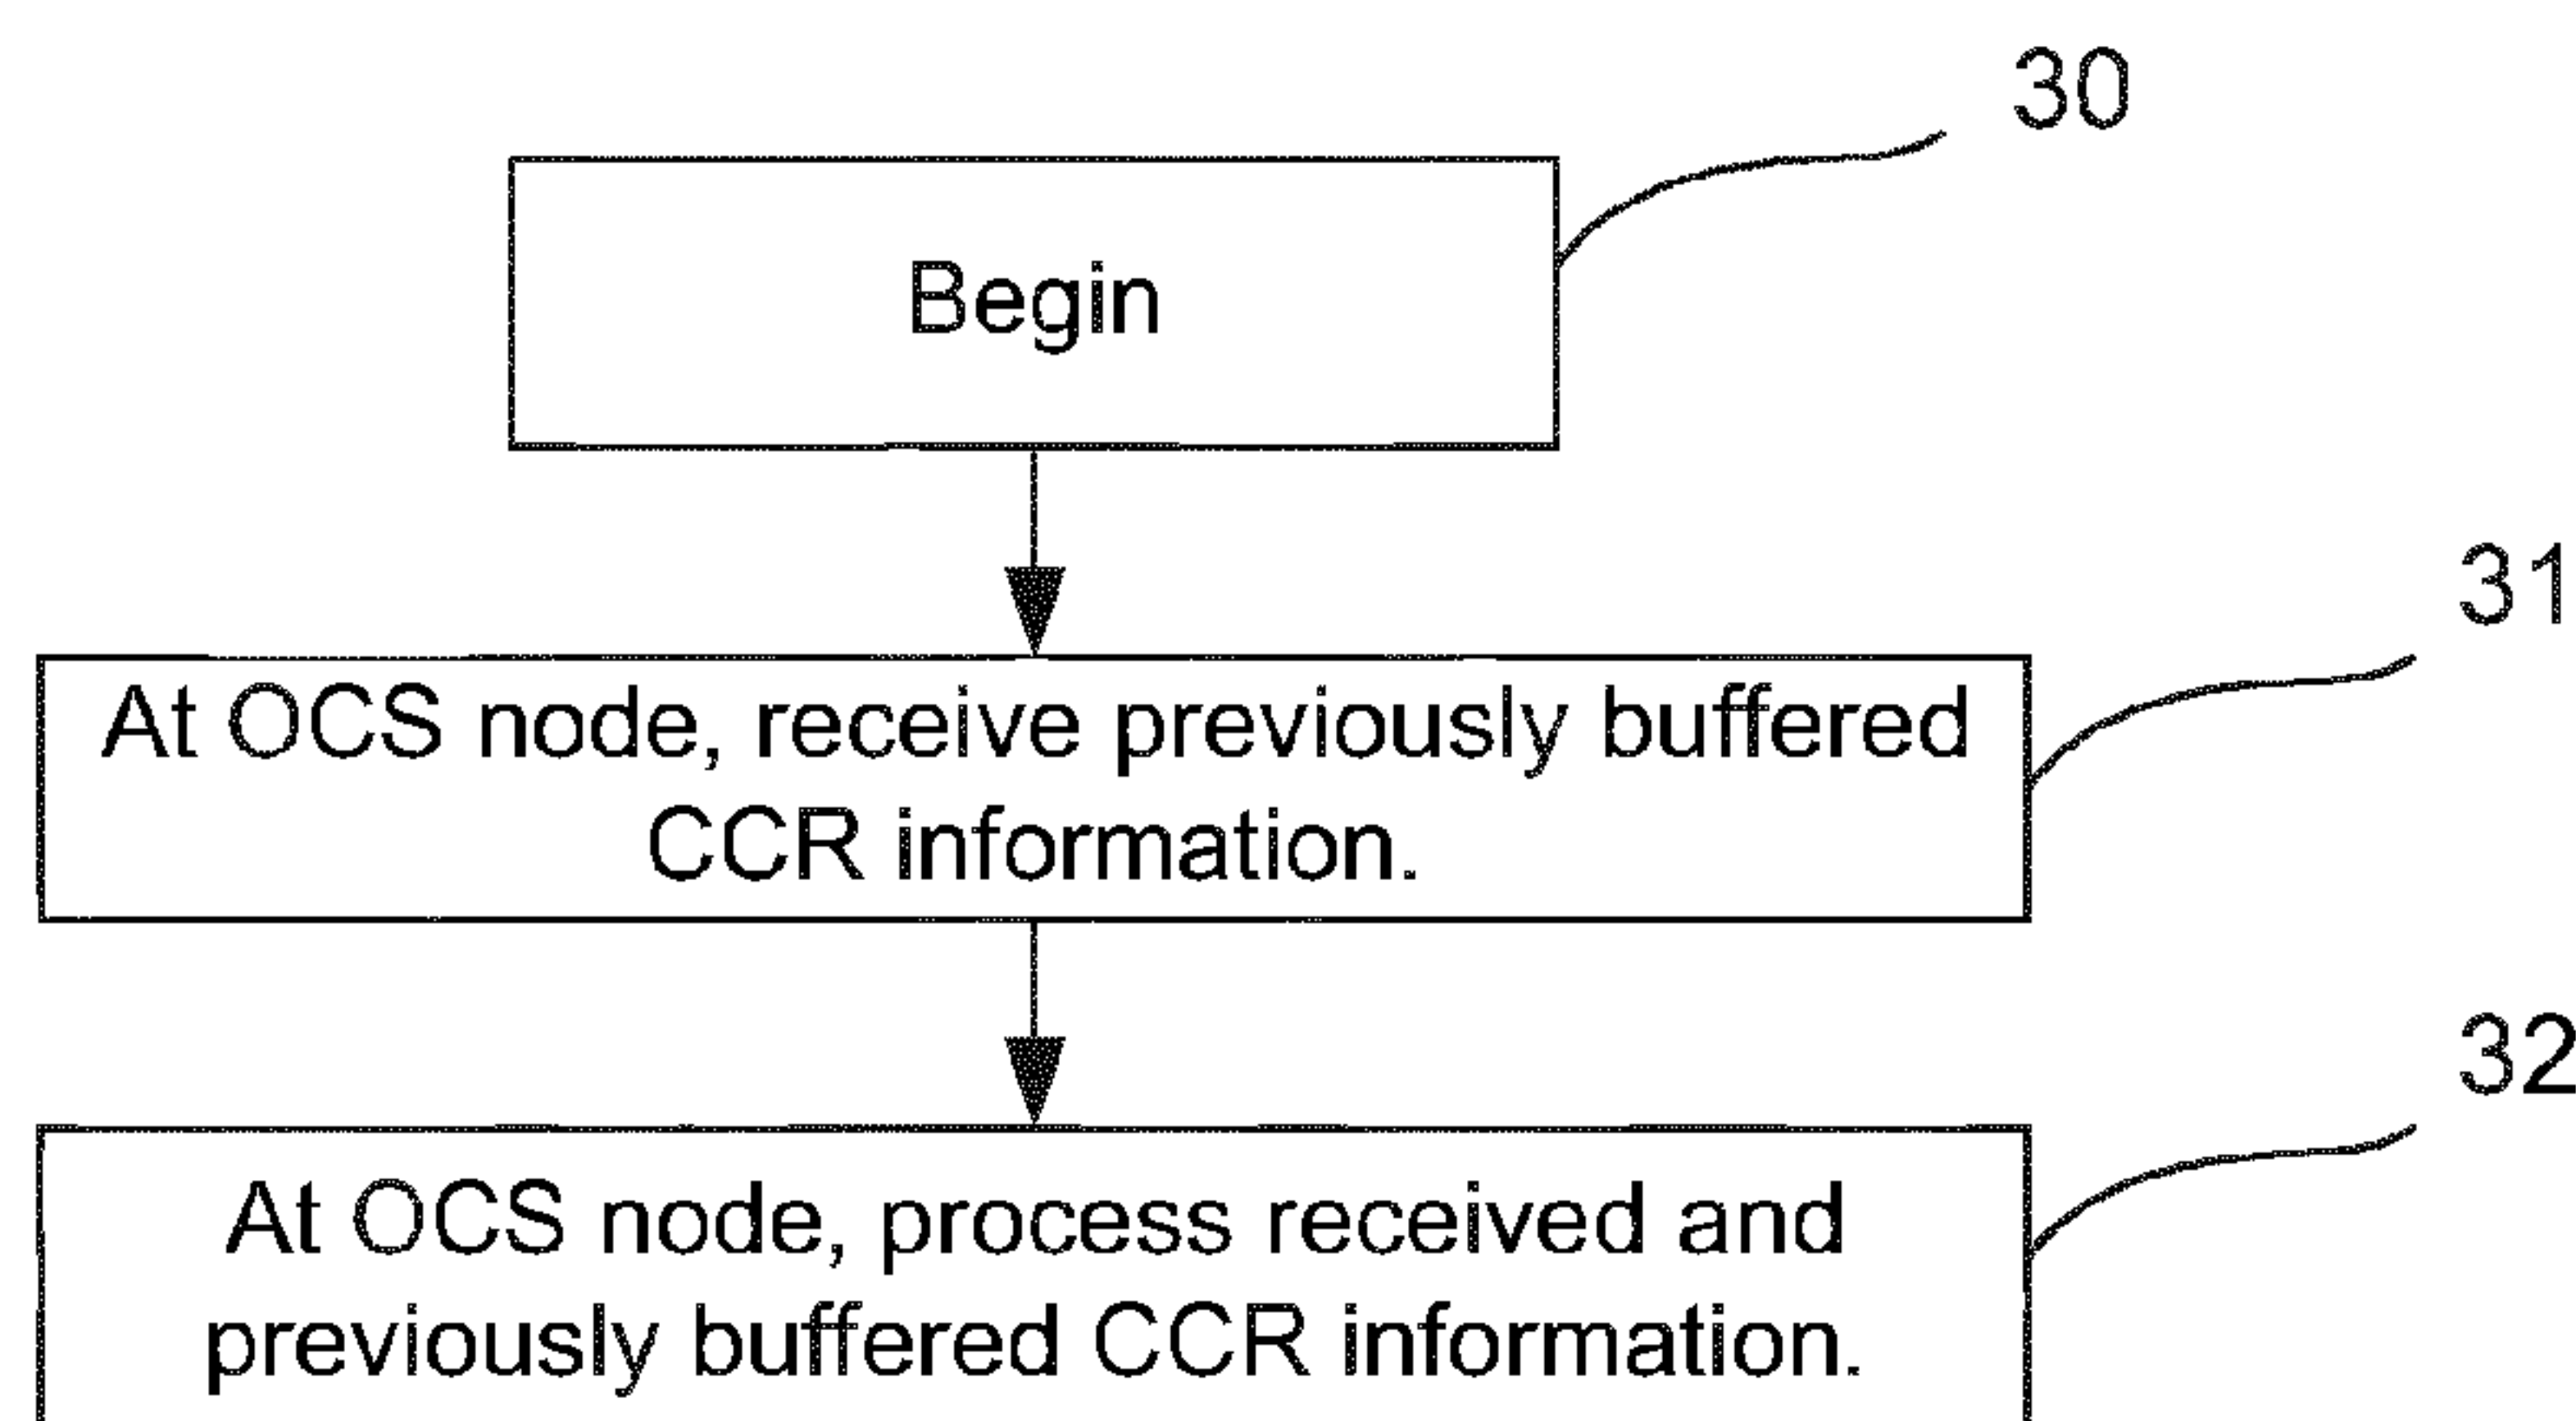 30
Begin
31
At OCS node, receive previously buffered
CCR information.
32
At OCS node, process received and
previously buffered CCR information.